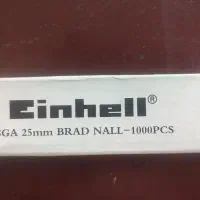 Einhell®
GA 25mm BRAD NALL-1000PCS